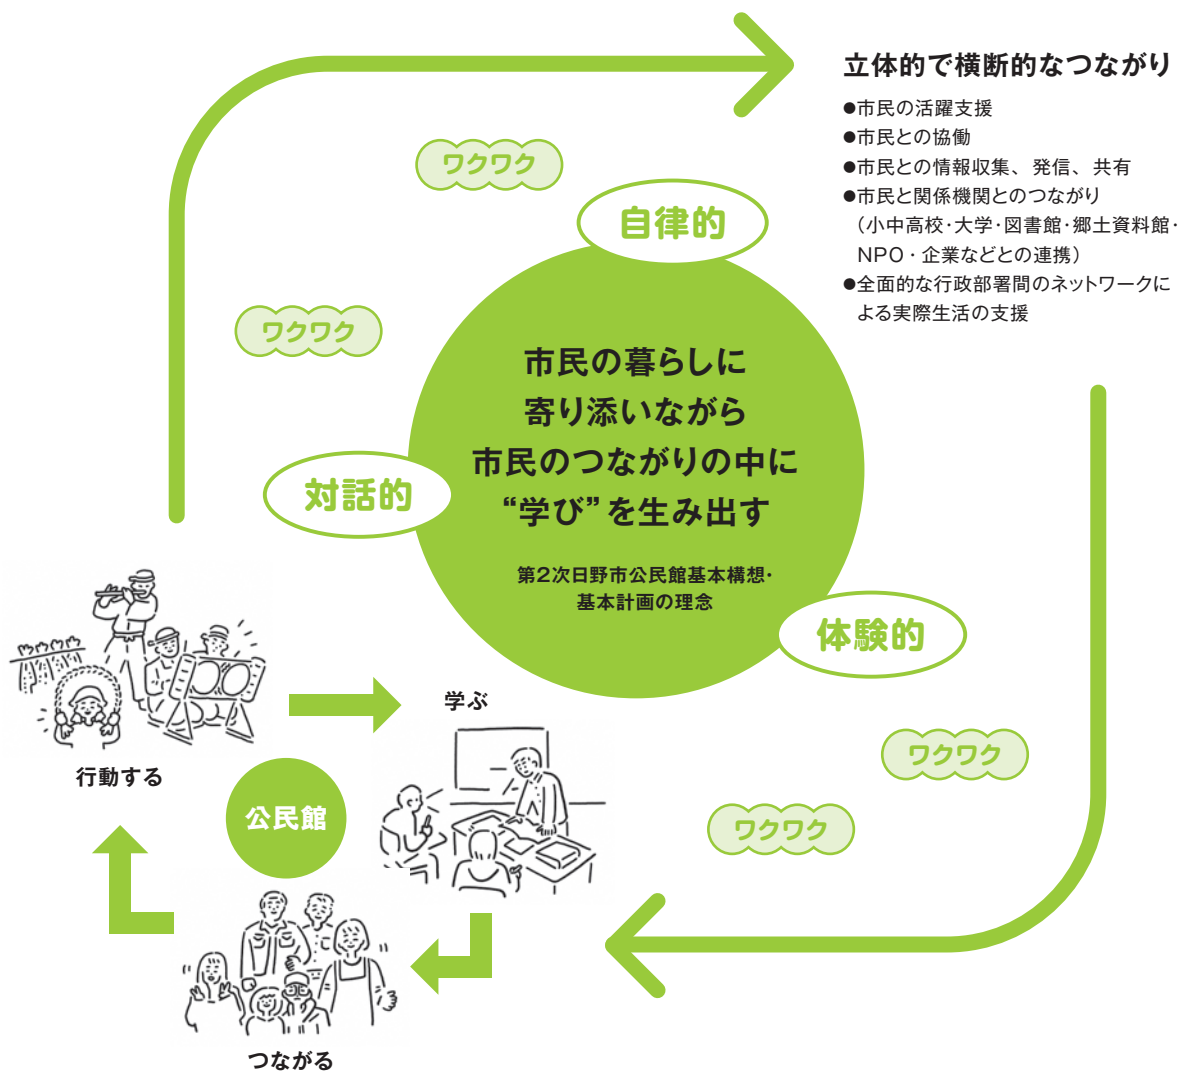 立体的で横断的なつながり
●市民の活躍支援
●市民との協働
●市民との情報収集、発信、共有
●市民と関係機関とのつながり
（小中高校・大学・図書館・郷土資料館・
NPO・企業などとの連携）
●全面的な行政部署間のネットワークに
よる実際生活の支援
ワクワク
自律的
ワクワク
市民の暮らしに
寄り添いながら
市民のつながりの中に
“学び”を生み出す
対話的
第2次日野市公民館基本構想・
基本計画の理念
体験的
学ぶ
行動する
公民館
ワクワク
ワクワク
つながる